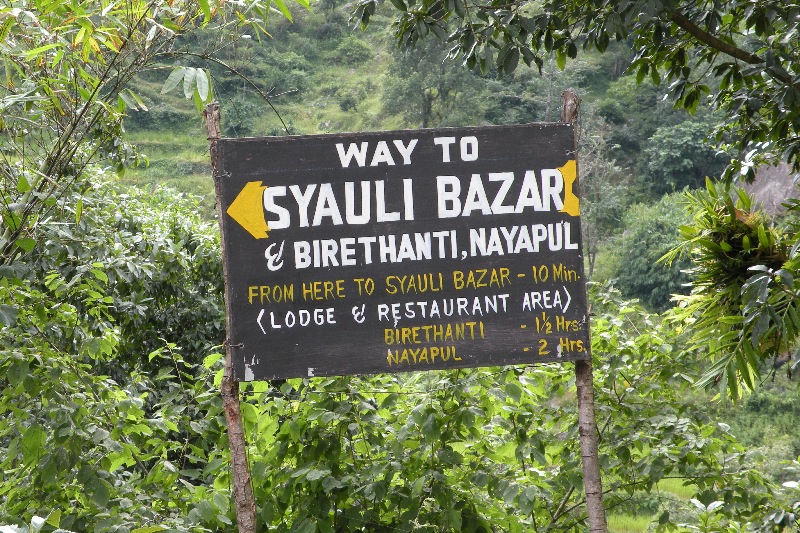 WAY TO
SYAULI BAZAR
& BIRETHANTI, NAYAPUL
FROM HERE TO SYAULI BAZAR - 10 Min.
(LODGE & RESTAURANT AREA)
BIRETHANTI - 1½ Hrs.
NAYAPUL - 2 Hrs.